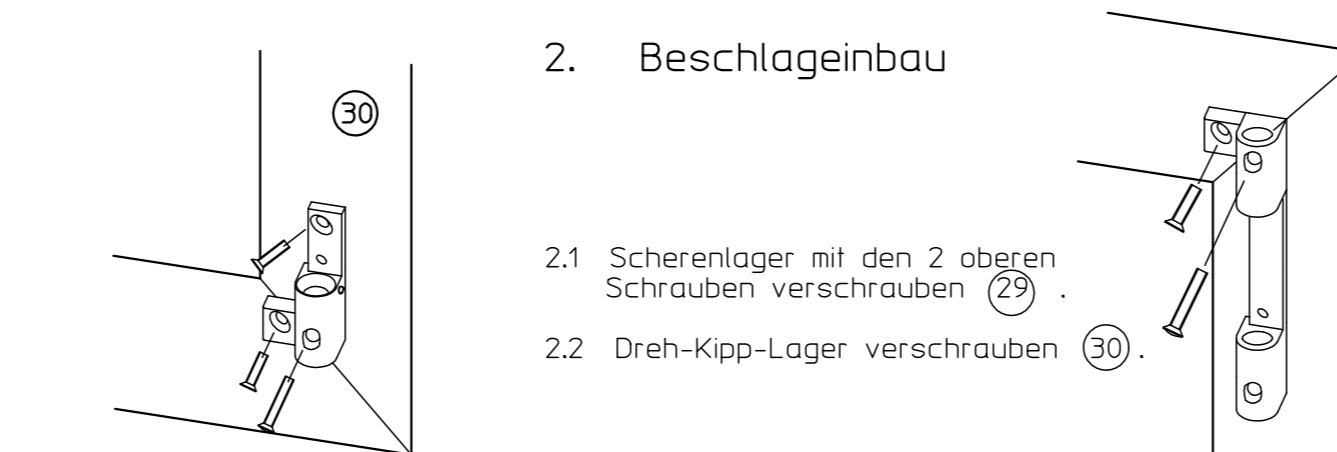 30
2. Beschlageinbau
2.1 Scherenlager mit den 2 oberen
Schrauben verschrauben 29 .
2.2 Dreh-Kipp-Lager verschrauben 30 .